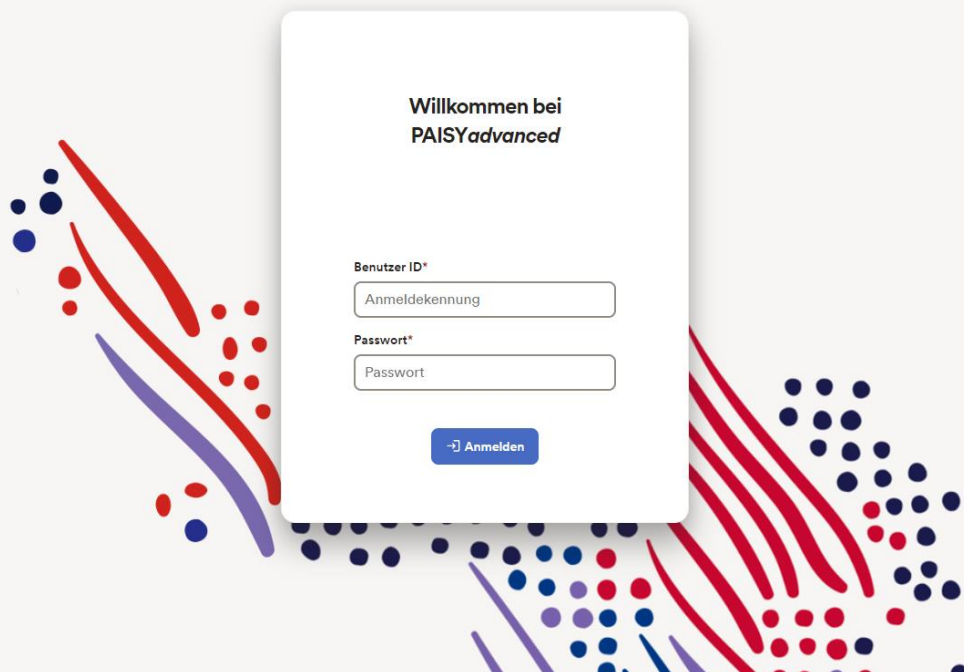 Willkommen bei
PAISYadvanced
Benutzer ID*
Anmeldekennung
Passwort*
Passwort
Anmelden